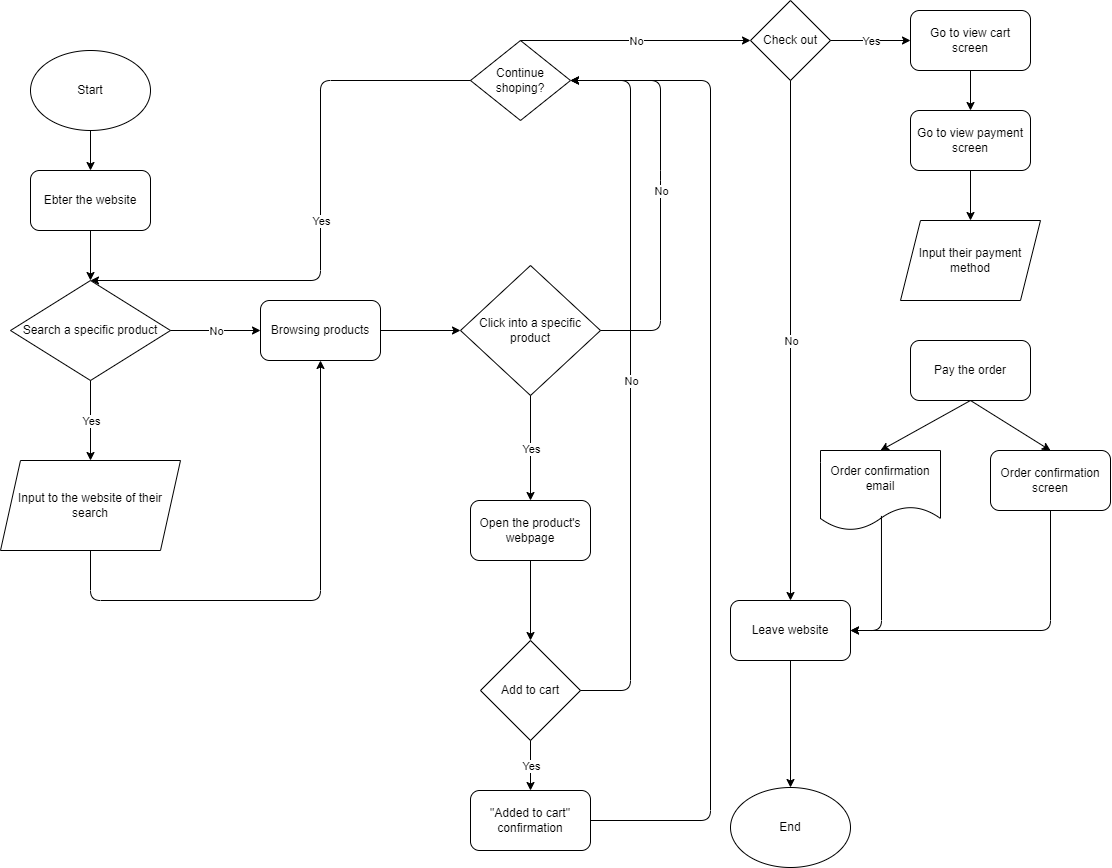 Start
Ebter the website
Search a specific product
No
Yes
Input to the website of their
search
Browsing products
Yes
Continue
shoping?
No
Click into a specific
product
No
Yes
Open the product's
webpage
Add to cart
No
Yes
"Added to cart"
confirmation
Check out
Yes
No
Go to view cart
screen
Go to view payment
screen
Input their payment
method
Pay the order
Order confirmation
email
Order confirmation
screen
Leave website
End